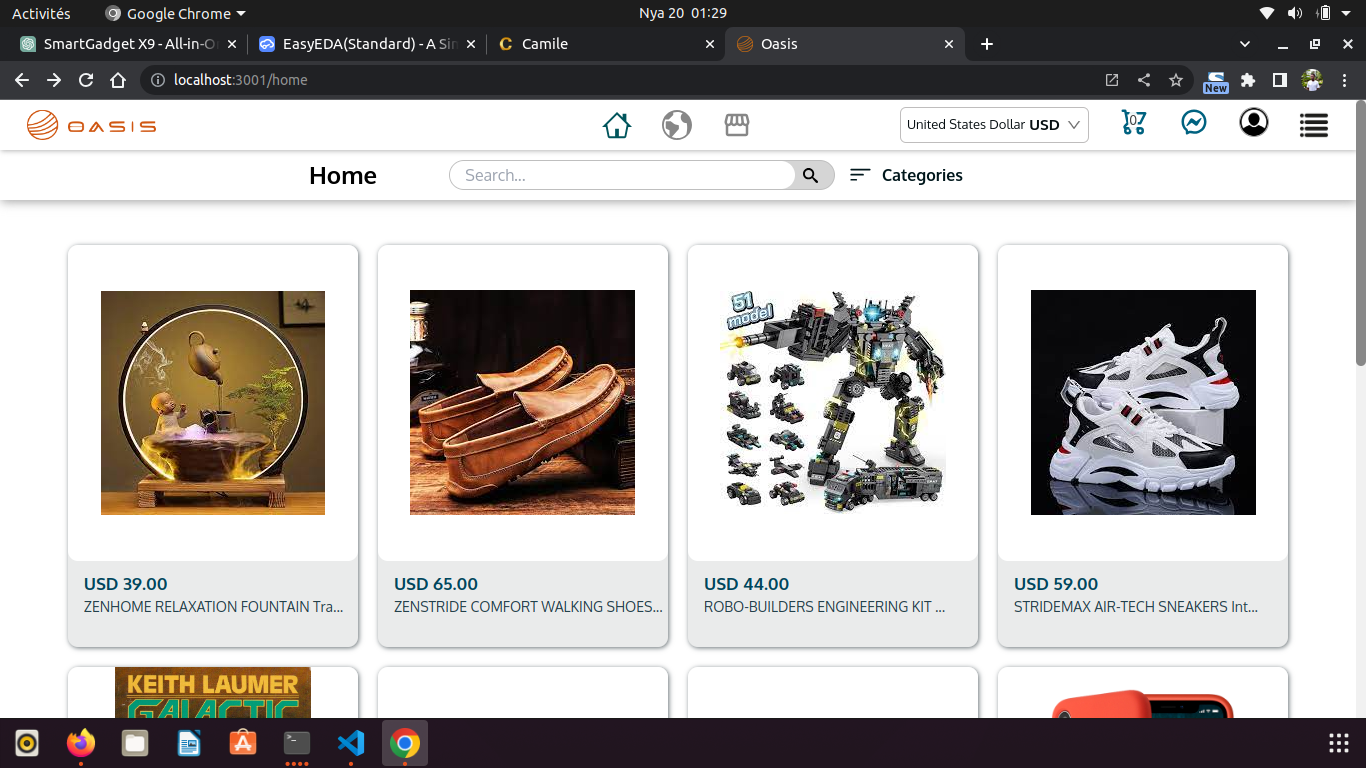 Activités Google Chrome Nya 20 01:29
SmartGadget X9 - All-in-O EasyEDA(Standard) - A Sim Camile Oasis
localhost:3001/home New
OASIS United States Dollar USD 0
Home Search... Categories
51
model
USD 39.00 USD 65.00 USD 44.00 USD 59.00
ZENHOME RELAXATION FOUNTAIN Tra... ZENSTRIDE COMFORT WALKING SHOES... ROBO-BUILDERS ENGINEERING KIT ... STRIDEMAX AIR-TECH SNEAKERS Int...
KEITH LAUMER
GALACTIC